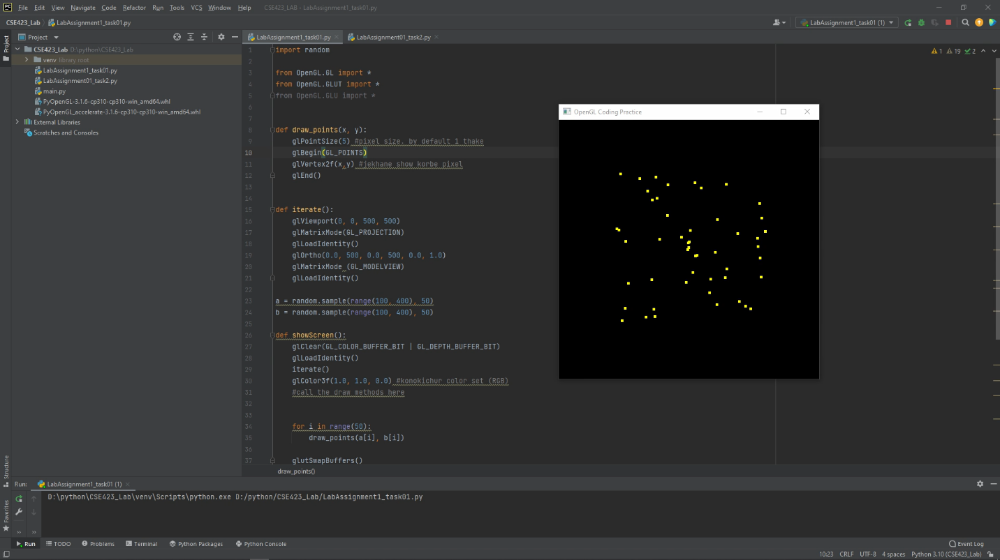 File Edit View Navigate Code Refactor Run Tools VCS Window Help CSE423_LAB - LabAssignment1_task01.py
CSE423_Lab LabAssignment1_task01.py
LabAssignment1_task01 (1)
Project
Project
LabAssignment1_task01.py
LabAssignment01_task2.py
CSE423_Lab D:\python\CSE423_Lab
venv library root
LabAssignment1_task01.py
LabAssignment01_task2.py
main.py
PyOpenGL-3.1.6-cp310-cp310-win_amd64.whl
PyOpenGL_accelerate-3.1.6-cp310-cp310-win_amd64.whl
External Libraries
Scratches and Consoles
1 19 2
1 import random
2
3 from OpenGL.GL import *
4 from OpenGL.GLUT import *
5 from OpenGL.GLU import *
6
7
8 def draw_points(x, y):
9 glPointSize(5) #pixel size. by default 1 thake
10 glBegin(GL_POINTS)
11 glVertex2f(x,y) #jekhane show korbe pixel
12 glEnd()
13
14
15 def iterate():
16 glViewport(0, 0, 500, 500)
17 glMatrixMode(GL_PROJECTION)
18 glLoadIdentity()
19 glOrtho(0.0, 500, 0.0, 500, 0.0, 1.0)
20 glMatrixMode (GL_MODELVIEW)
21 glLoadIdentity()
22
23 a = random.sample(range(100, 400), 50)
24 b = random.sample(range(100, 400), 50)
25
26 def showScreen():
27 glClear(GL_COLOR_BUFFER_BIT | GL_DEPTH_BUFFER_BIT)
28 glLoadIdentity()
29 iterate()
30 glColor3f(1.0, 1.0, 0.0) #konokichur color set (RGB)
31 #call the draw methods here
32
33
34 for i in range(50):
35 draw_points(a[i], b[i])
36
37 glutSwapBuffers()
draw_points()
OpenGL Coding Practice
Structure
Favorites
Run: LabAssignment1_task01 (1)
D:\python\CSE423_Lab\venv\Scripts\python.exe D:/python/CSE423_Lab/LabAssignment1_task01.py
Run TODO Problems Terminal Python Packages Python Console Event Log
10:23 CRLF UTF-8 4 spaces Python 3.10 (CSE423_Lab)